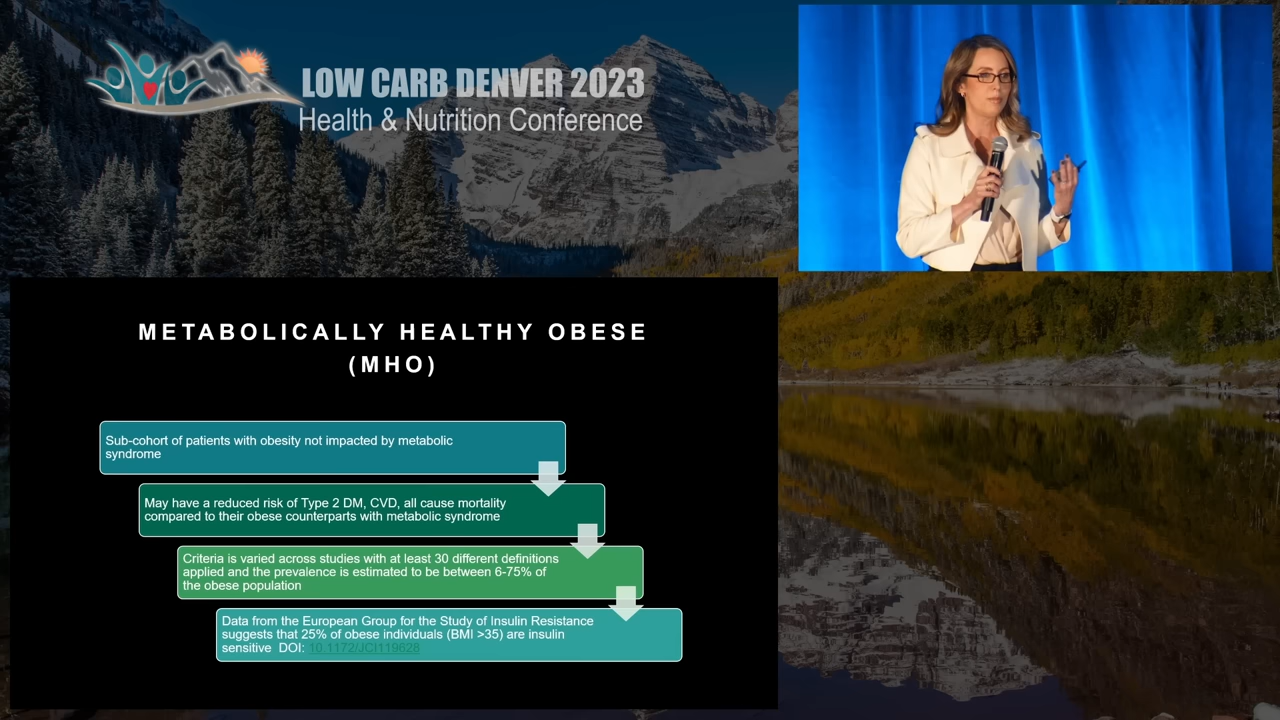 LOW CARB DENVER 2023
Health & Nutrition Conference
METABOLICALLY HEALTHY OBESE
(MHO)
Sub-cohort of patients with obesity not impacted by metabolic
syndrome
May have a reduced risk of Type 2 DM, CVD, all cause mortality
compared to their obese counterparts with metabolic syndrome
Criteria is varied across studies with at least 30 different definitions
applied and the prevalence is estimated to be between 6-75% of
the obese population
Data from the European Group for the Study of Insulin Resistance
suggests that 25% of obese individuals (BMI >35) are insulin
sensitive DOI: 10.1172/JCI119628